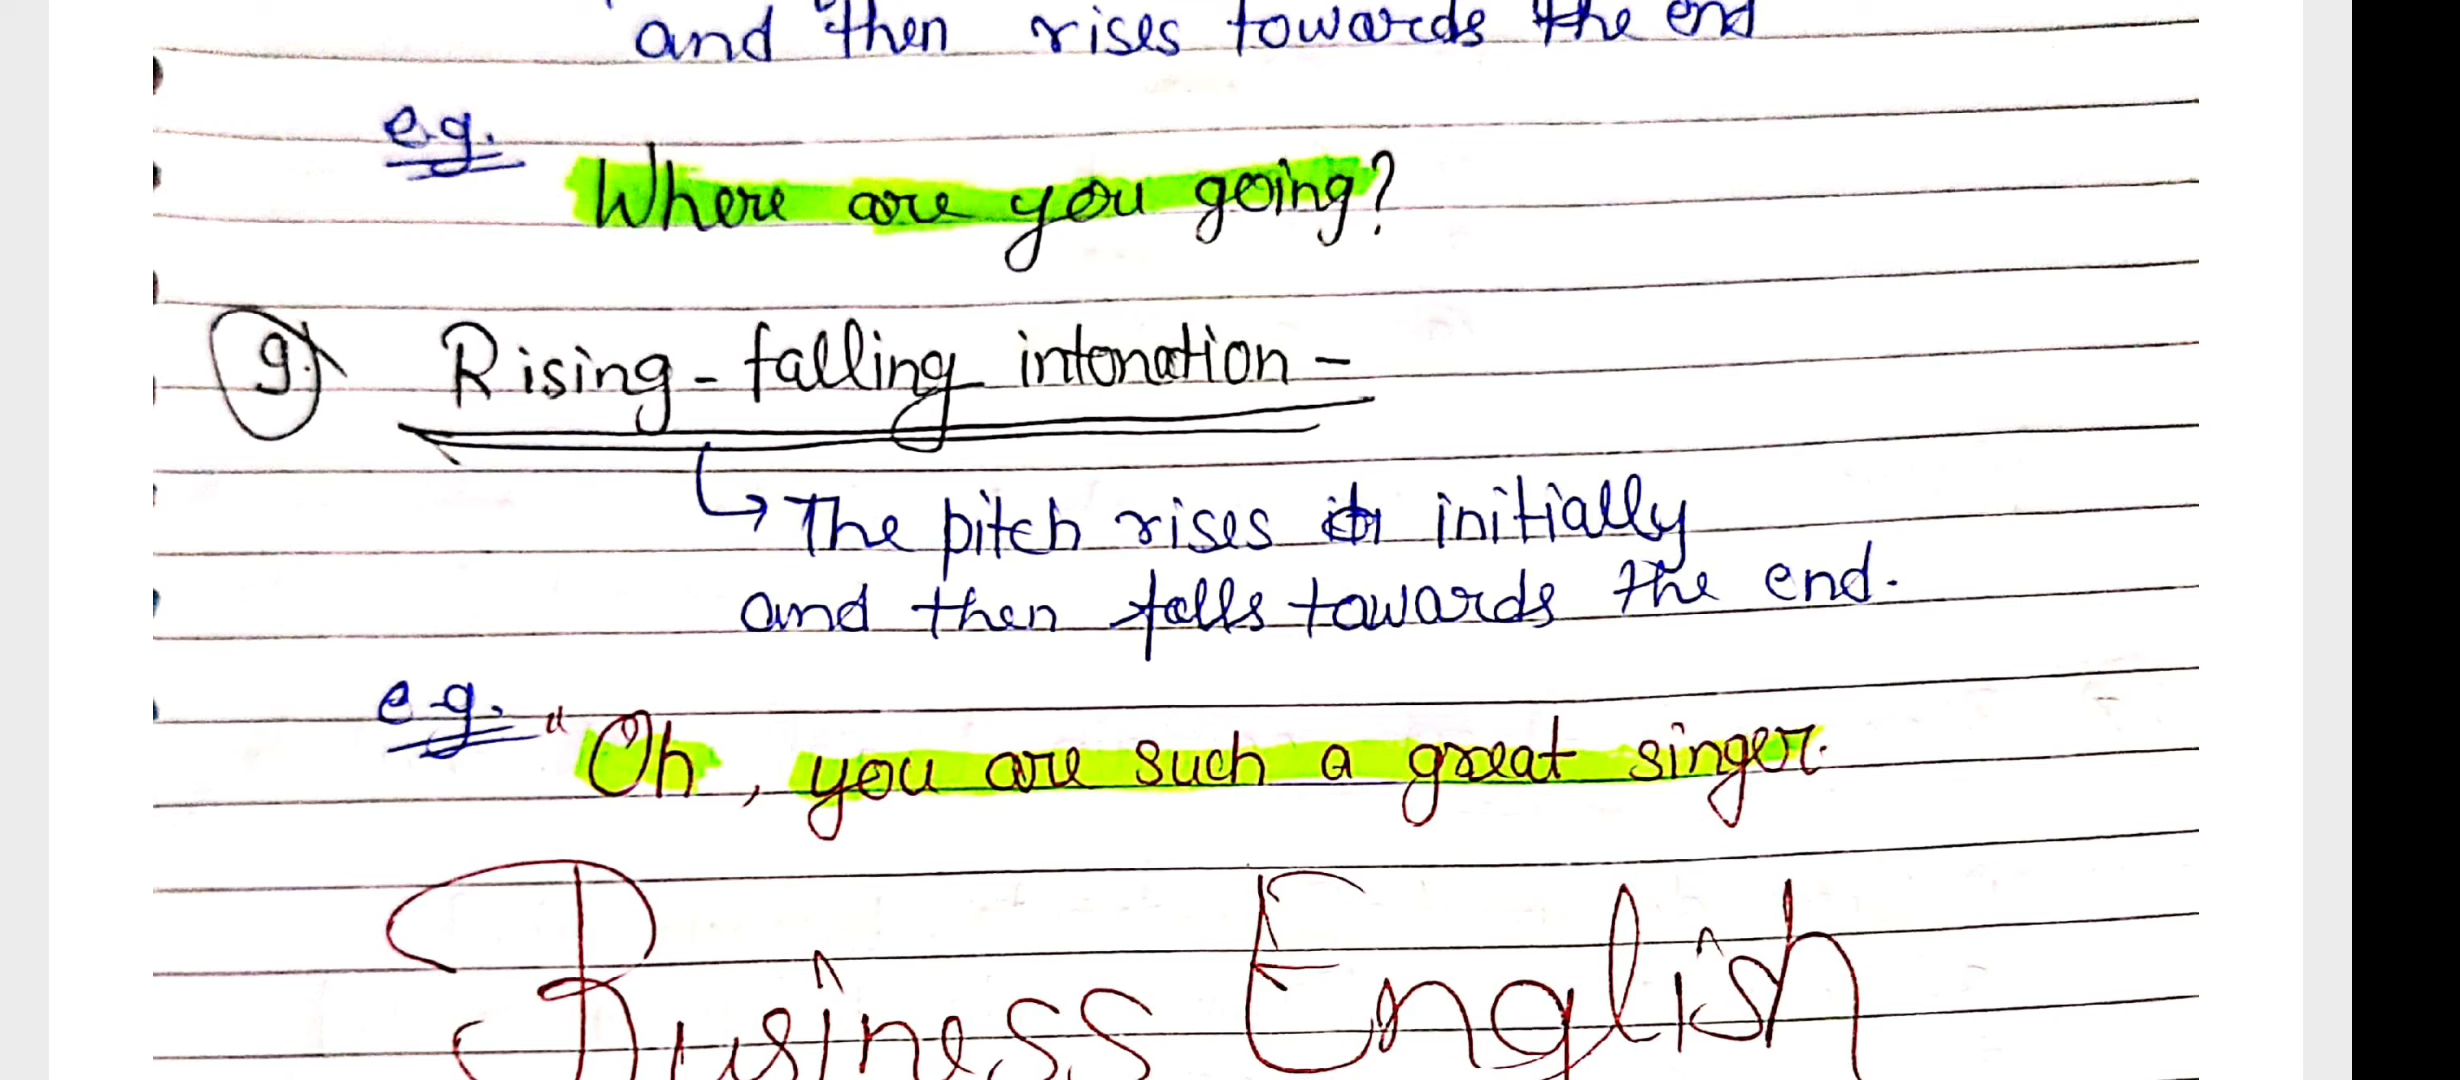 and then rises towards the end
e.g.
Where are you going?
g.) Rising-falling intonation -
↳ The pitch rises initially
and then falls towards the end.
e.g. "Oh, you are such a great singer.
Business English